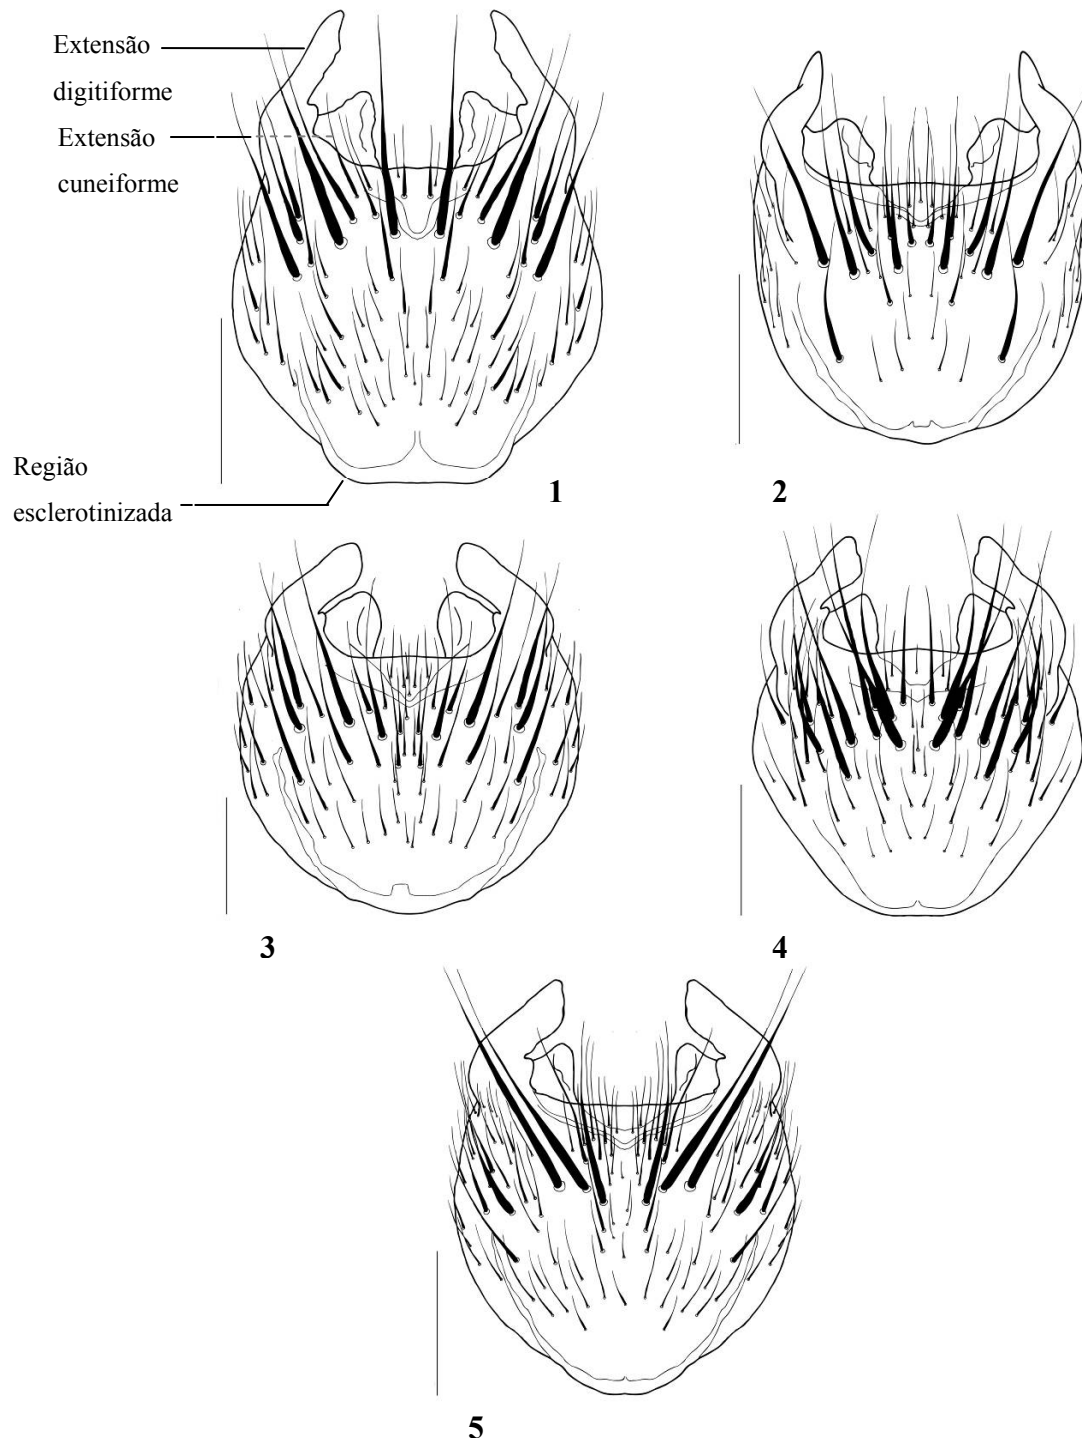 Extensão
digitiforme
Extensão
cuneiforme
Região
esclerotinizada
1
2
3
4
5